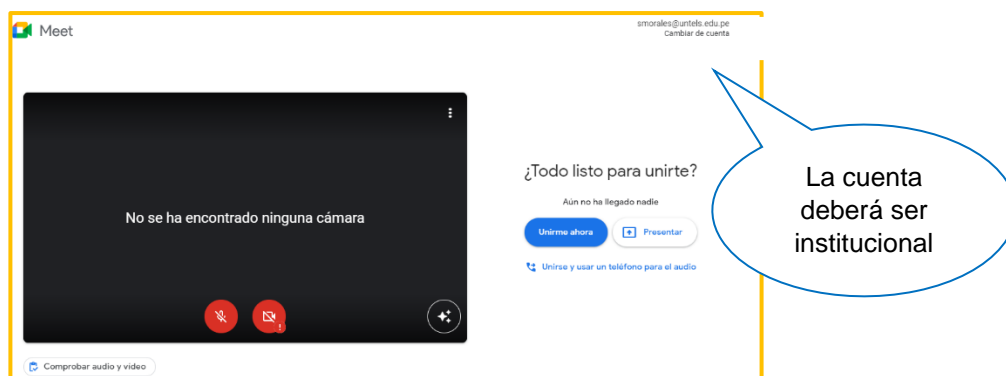 Meet
smorales@untels.edu.pe
Cambiar de cuenta
No se ha encontrado ninguna cámara
¿Todo listo para unirte?
Aún no ha llegado nadie
Unirme ahora
Presentar
Unirse y usar un teléfono para el audio
Comprobar audio y video
La cuenta
deberá ser
institucional